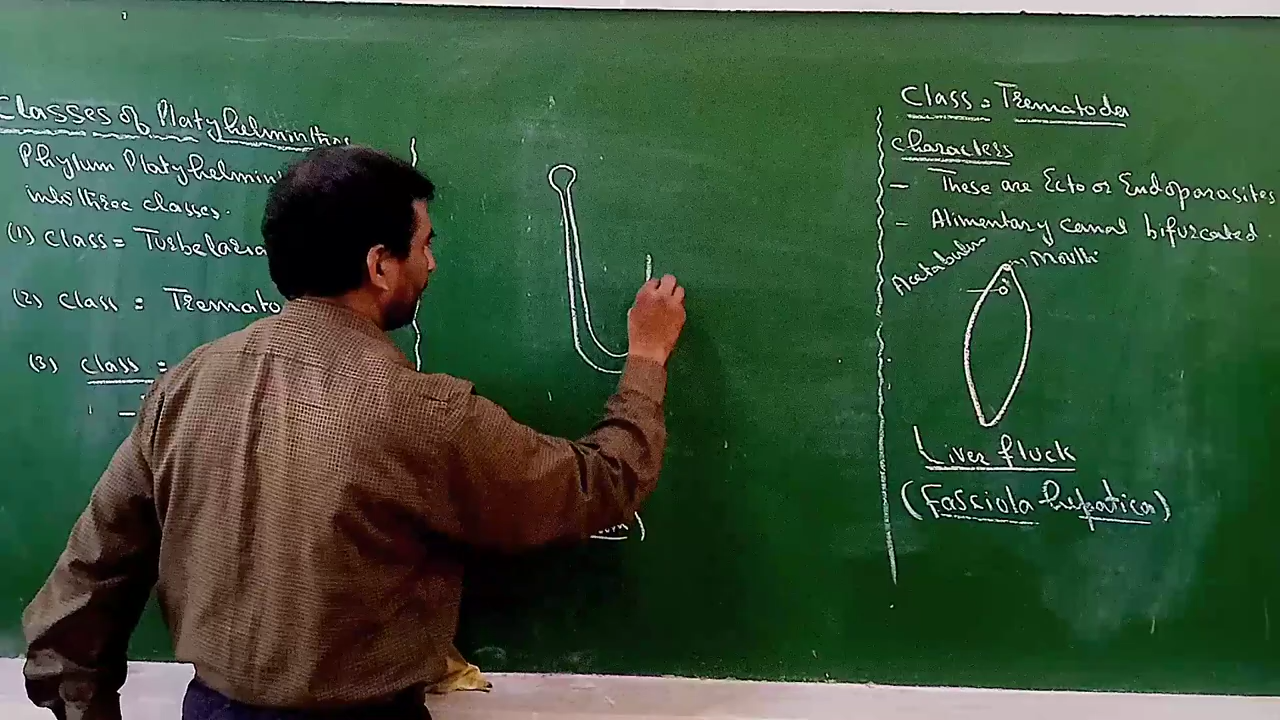 Classes of Platyhelminthes
Phylum Platyhelmin
into three classes.
(1) Class = Turbelaria
(2) Class = Tremato
(3) Class =
Class = Trematoda
Characters
- These are Ecto or Endoparasites
- Alimentary canal bifurcated.
Acetabulum
Mouth
Liver fluck
(Fasciola hepatica)